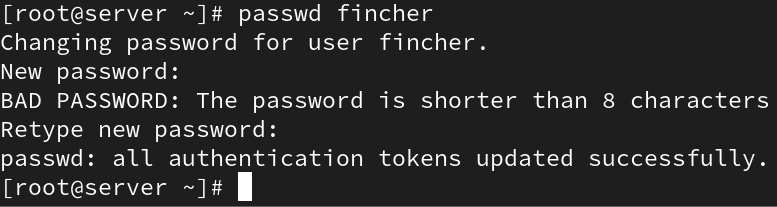 [root@server ~]# passwd fincher
Changing password for user fincher.
New password:
BAD PASSWORD: The password is shorter than 8 characters
Retype new password:
passwd: all authentication tokens updated successfully.
[root@server ~]#